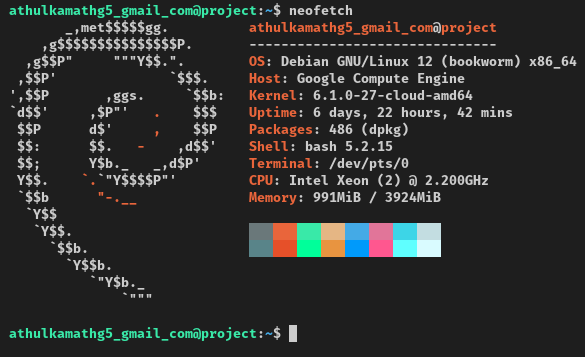 athulkamathg5_gmail_com@project:~$ neofetch
       _,met$$$$$gg.          athulkamathg5_gmail_com@project
    ,g$$$$$$$$$$$$$$$P.       -------------------------------
  ,g$$P"     """Y$$.".        OS: Debian GNU/Linux 12 (bookworm) x86_64
 ,$$P'              `$$$.     Host: Google Compute Engine
',$$P       ,ggs.     `$$b:   Kernel: 6.1.0-27-cloud-amd64
`d$$'     ,$P"'   .    $$$    Uptime: 6 days, 22 hours, 42 mins
 $$P      d$'     ,    $$P    Packages: 486 (dpkg)
 $$:      $$.   -    ,d$$'    Shell: bash 5.2.15
 $$;      Y$b._   _,d$P'      Terminal: /dev/pts/0
 Y$$.    `.`"Y$$$$P"'         CPU: Intel Xeon (2) @ 2.200GHz
 `$$b      "-.__              Memory: 991MiB / 3924MiB
  `Y$$
   `Y$$.
     `$$b.
       `Y$$b.
          `"Y$b._
              `"""
athulkamathg5_gmail_com@project:~$